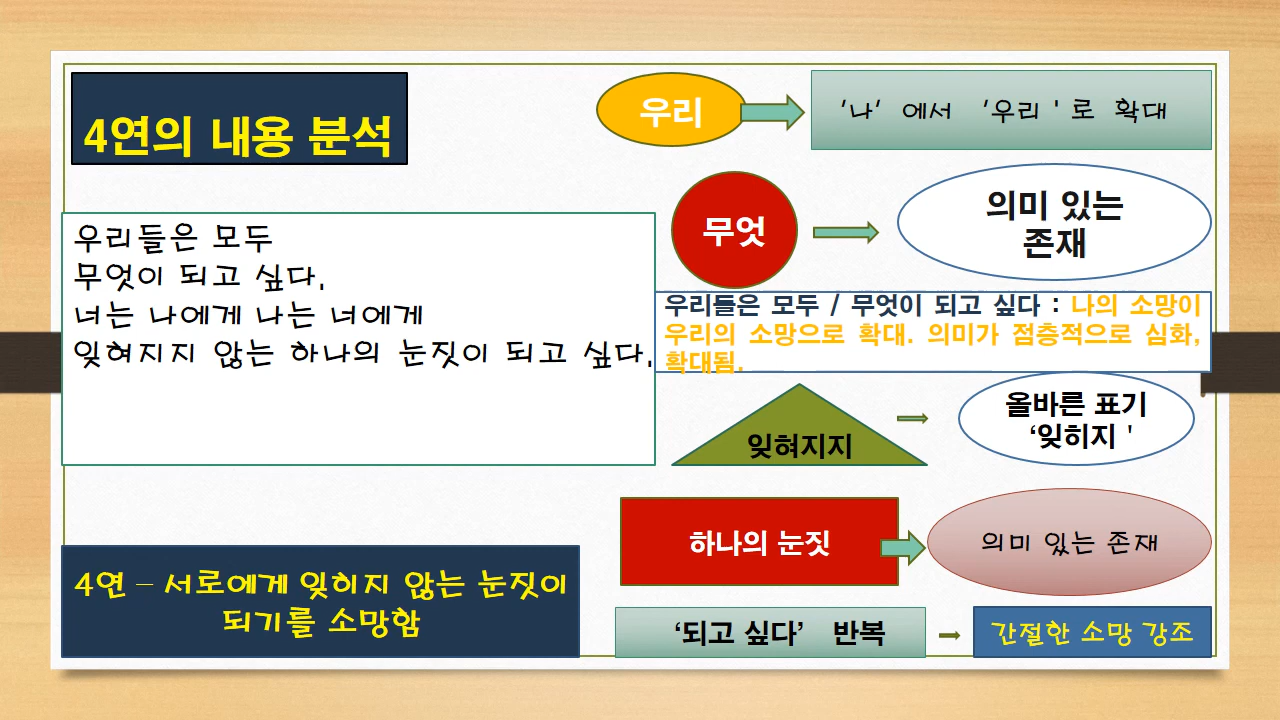 4연의 내용 분석
우리
'나' 에서 '우리 ' 로 확대
무엇
의미 있는
존재
우리들은 모두
무엇이 되고 싶다.
너는 나에게 나는 너에게
잊혀지지 않는 하나의 눈짓이 되고 싶다.
우리들은 모두 / 무엇이 되고 싶다 : 나의 소망이
우리의 소망으로 확대. 의미가 점층적으로 심화,
확대됨.
잊혀지지
올바른 표기
‘잊히지 '
하나의 눈짓
의미 있는 존재
4연 – 서로에게 잊히지 않는 눈짓이
되기를 소망함
‘되고 싶다’ 반복
간절한 소망 강조